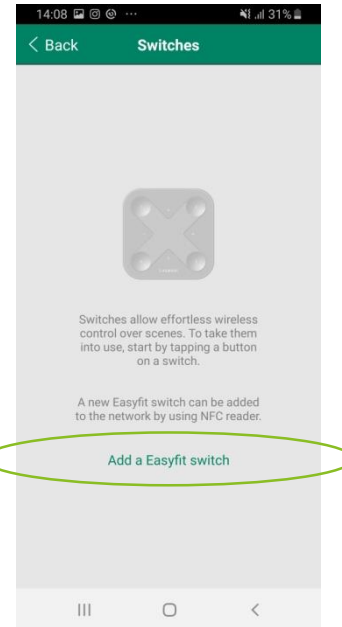 14:08 ... 31%
< Back Switches
Switches allow effortless wireless
control over scenes. To take them
into use, start by tapping a button
on a switch.
A new Easyfit switch can be added
to the network by using NFC reader.
Add a Easyfit switch